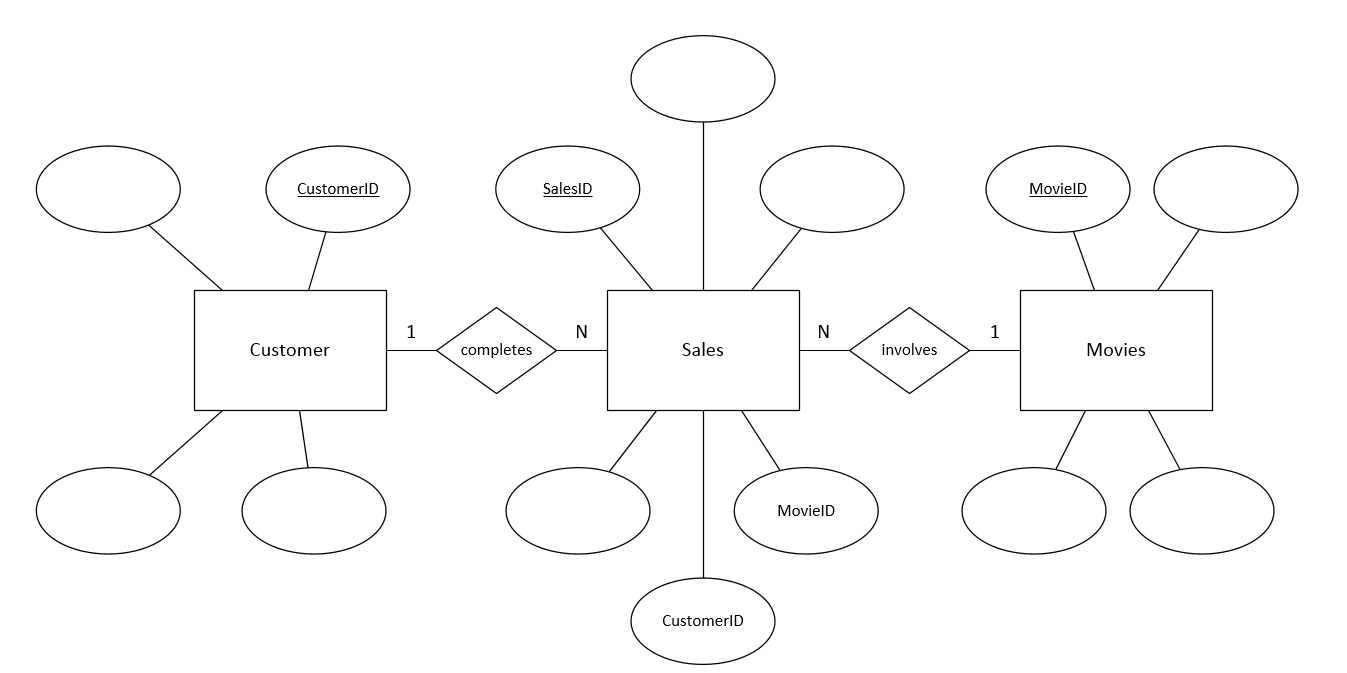 CustomerID
SalesID
MovieID
1
N
N
1
Customer
completes
Sales
involves
Movies
MovieID
CustomerID